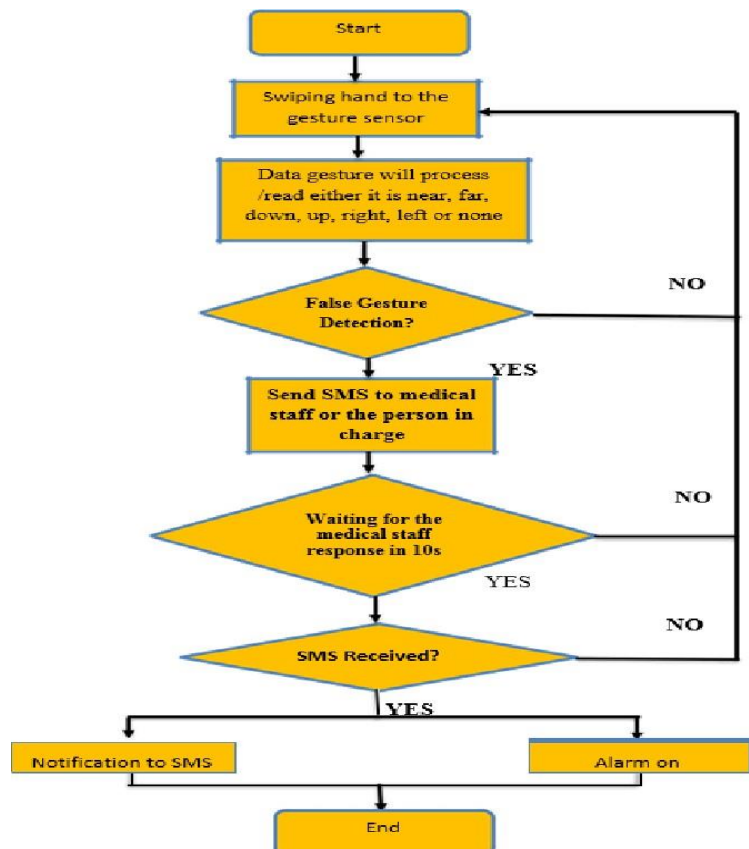 Start
Swiping hand to the
gesture sensor
Data gesture will process
/read either it is near, far,
down, up, right, left or none
False Gesture
Detection?
NO
YES
Send SMS to medical
staff or the person in
charge
Waiting for the
medical staff
response in 10s
NO
YES
SMS Received?
NO
YES
Notification to SMS
Alarm on
End